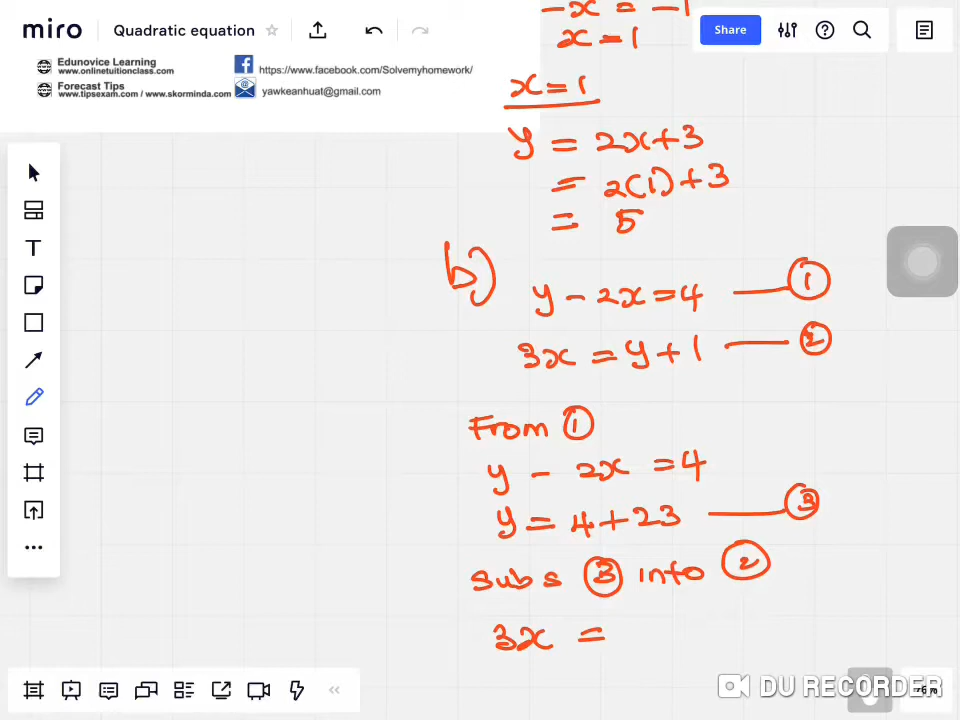 miro
Quadratic equation
Share
Edunovice Learning
www.onlinetuitionclass.com
Forecast Tips
www.tipsexam.com / www.skorminda.com
https://www.facebook.com/Solvemyhomework/
yawkeanhuat@gmail.com
-x = -1
x = 1
x = 1
y = 2x+3
= 2(1)+3
= 5
b)
y - 2x = 4 — ①
3x = y + 1 — ②
From ①
y - 2x = 4
y = 4 + 23 — ③
Subs ③ into ②
3x =
T
DU RECORDER